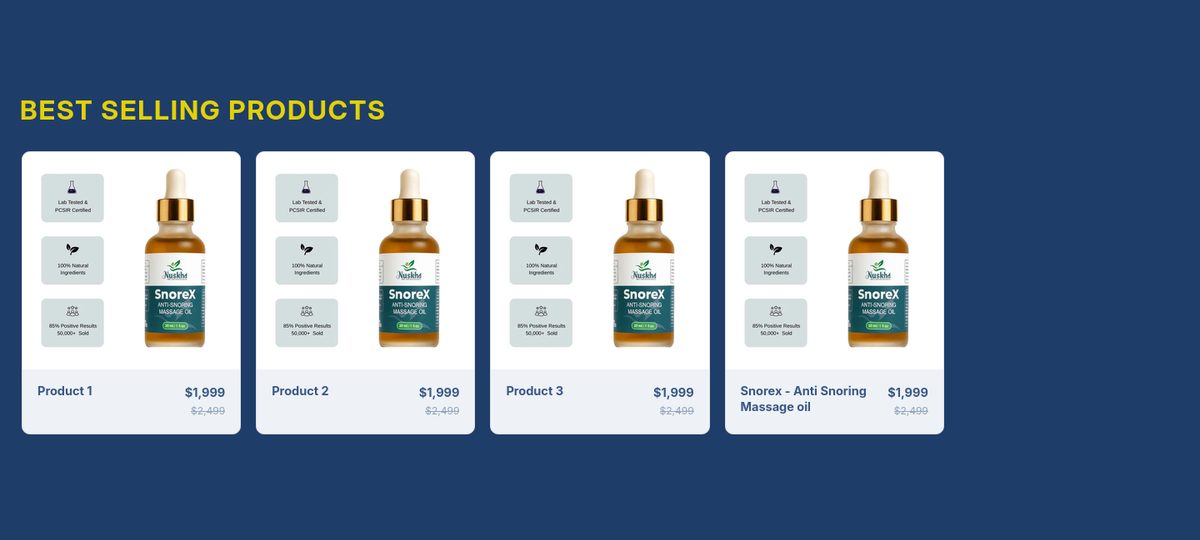 BEST SELLING PRODUCTS
Lab Tested &
PCSIR Certified
100% Natural
Ingredients
85% Positive Results
50,000+ Sold
Nuskha
SnoreX
ANTI-SNORING
MASSAGE OIL
Product 1
$1,999
$2,499
Lab Tested &
PCSIR Certified
100% Natural
Ingredients
85% Positive Results
50,000+ Sold
Nuskha
SnoreX
ANTI-SNORING
MASSAGE OIL
Product 2
$1,999
$2,499
Lab Tested &
PCSIR Certified
100% Natural
Ingredients
85% Positive Results
50,000+ Sold
Nuskha
SnoreX
ANTI-SNORING
MASSAGE OIL
Product 3
$1,999
$2,499
Lab Tested &
PCSIR Certified
100% Natural
Ingredients
85% Positive Results
50,000+ Sold
Nuskha
SnoreX
ANTI-SNORING
MASSAGE OIL
Snorex - Anti Snoring
Massage oil
$1,999
$2,499